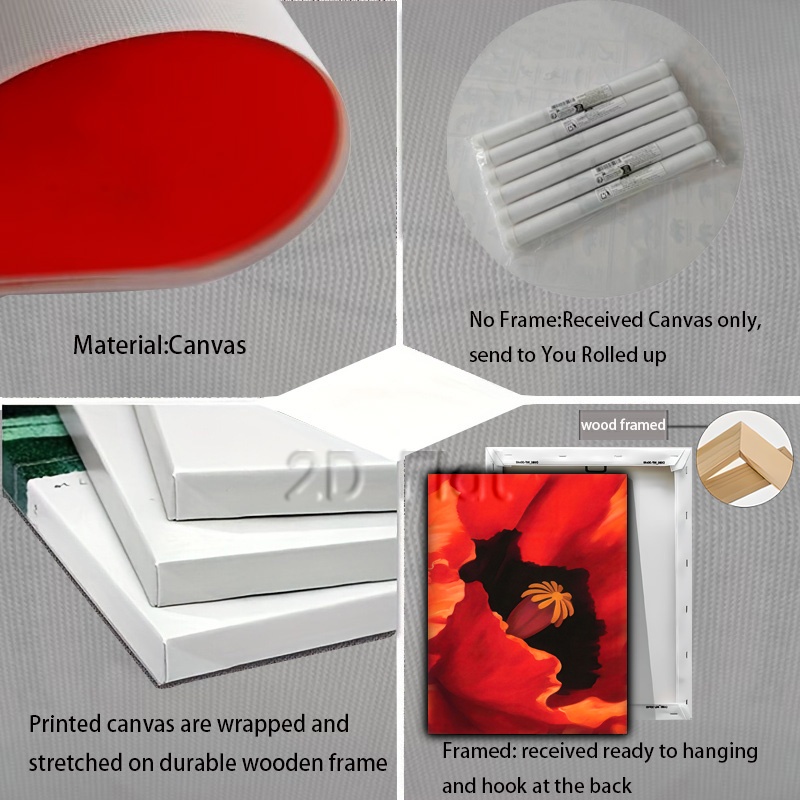 Material:Canvas
No Frame:Received Canvas only,
send to You Rolled up
wood framed
2D Flat
Printed canvas are wrapped and
stretched on durable wooden frame
Framed: received ready to hanging
and hook at the back